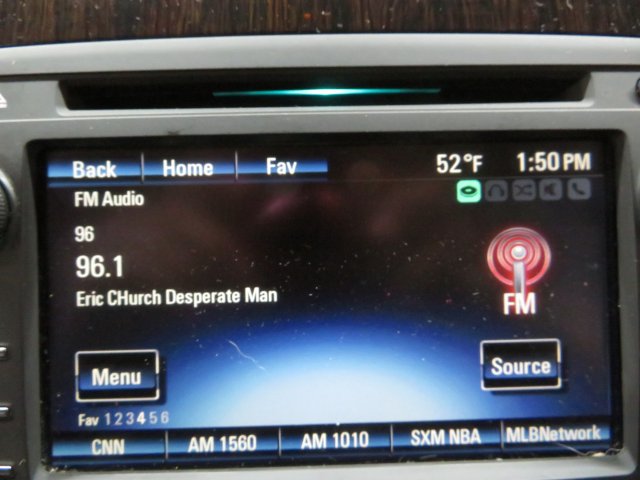 Back Home Fav 52°F 1:50 PM
FM Audio
96
96.1
Eric CHurch Desperate Man
FM
Menu Source
Fav 1 2 3 4 5 6
CNN AM 1560 AM 1010 SXM NBA MLBNetwork